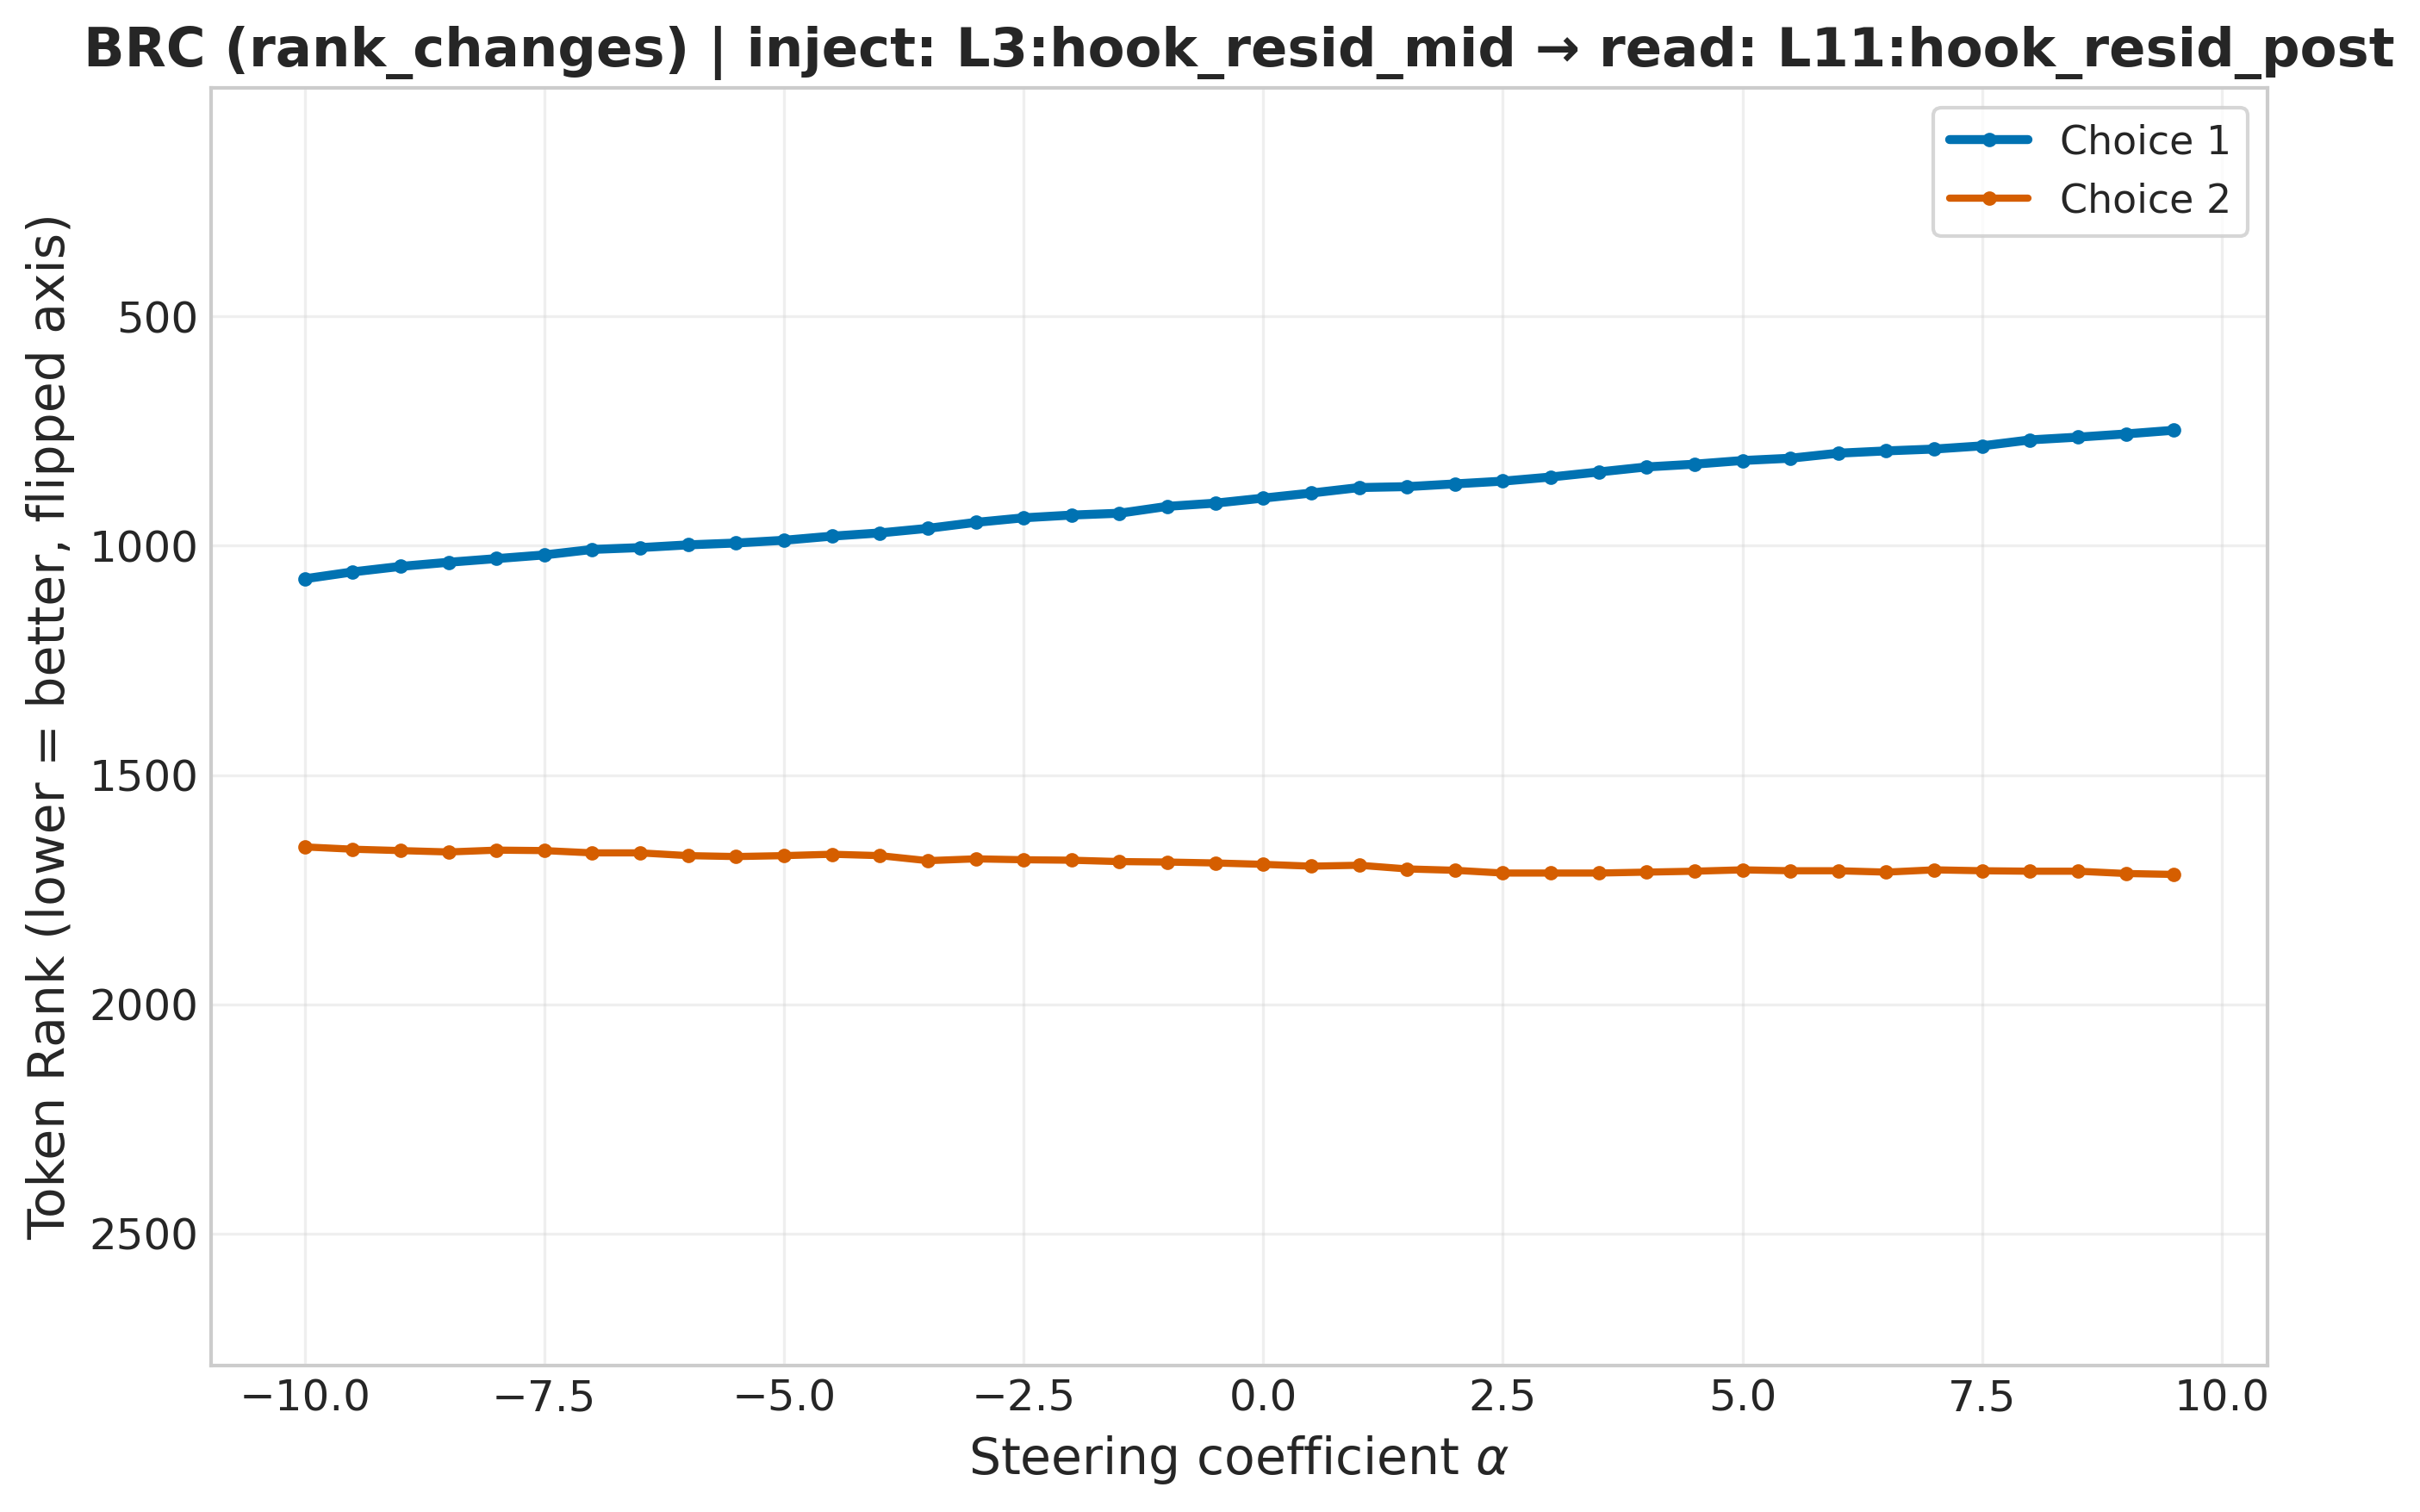 BRC (rank_changes) | inject: L3:hook_resid_mid → read: L11:hook_resid_post
Choice 1
Choice 2
Token Rank (lower = better, flipped axis)
500
1000
1500
2000
2500
−10.0 −7.5 −5.0 −2.5 0.0 2.5 5.0 7.5 10.0
Steering coefficient α